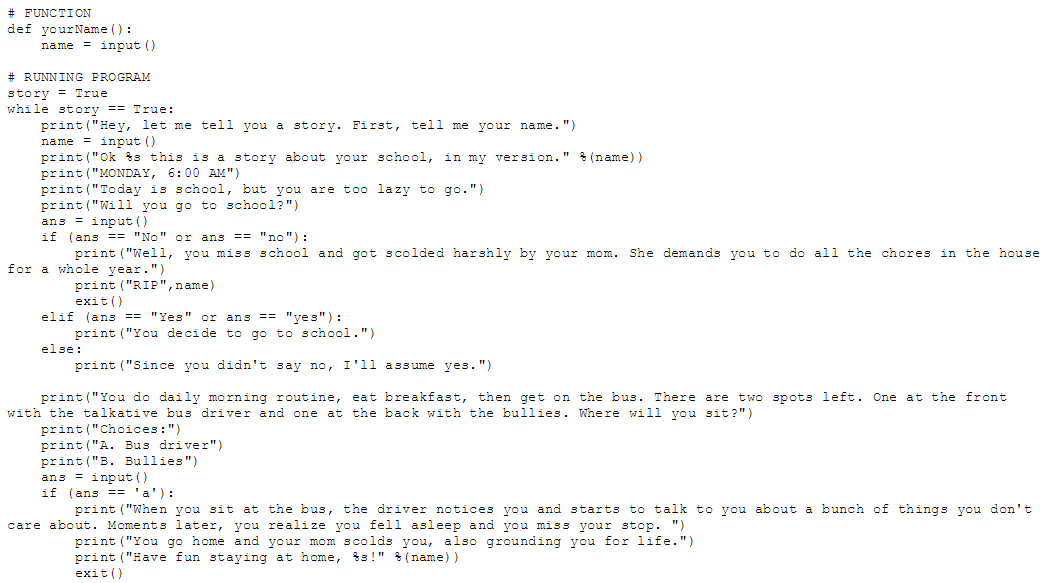 # FUNCTION
def yourName():
    name = input()

# RUNNING PROGRAM
story = True
while story == True:
    print("Hey, let me tell you a story. First, tell me your name.")
    name = input()
    print("Ok %s this is a story about your school, in my version." %(name))
    print("MONDAY, 6:00 AM")
    print("Today is school, but you are too lazy to go.")
    print("Will you go to school?")
    ans = input()
    if (ans == "No" or ans == "no"):
        print("Well, you miss school and got scolded harshly by your mom. She demands you to do all the chores in the house
for a whole year.")
        print("RIP",name)
        exit()
    elif (ans == "Yes" or ans == "yes"):
        print("You decide to go to school.")
    else:
        print("Since you didn't say no, I'll assume yes.")

    print("You do daily morning routine, eat breakfast, then get on the bus. There are two spots left. One at the front
with the talkative bus driver and one at the back with the bullies. Where will you sit?")
    print("Choices:")
    print("A. Bus driver")
    print("B. Bullies")
    ans = input()
    if (ans == 'a'):
        print("When you sit at the bus, the driver notices you and starts to talk to you about a bunch of things you don't
care about. Moments later, you realize you fell asleep and you miss your stop. ")
        print("You go home and your mom scolds you, also grounding you for life.")
        print("Have fun staying at home, %s!" %(name))
        exit()